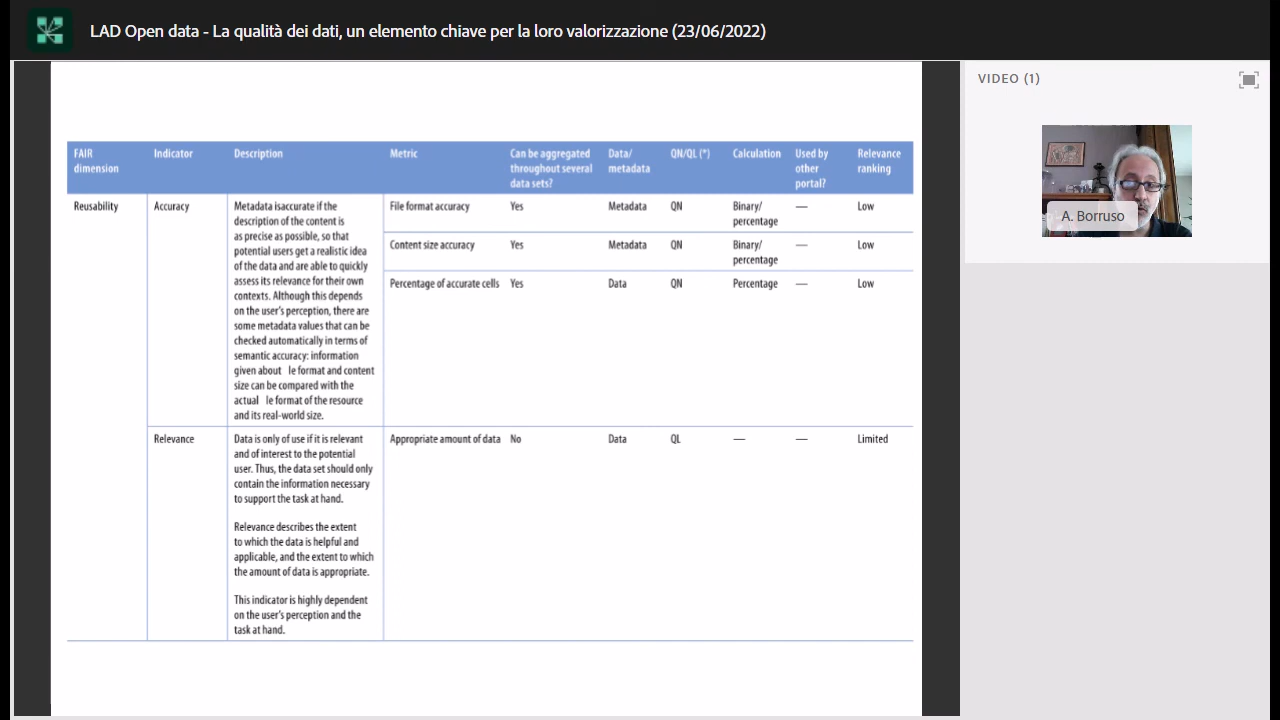 LAD Open data - La qualità dei dati, un elemento chiave per la loro valorizzazione (23/06/2022)
VIDEO (1)
A. Borruso
FAIR dimension
Indicator
Description
Metric
Can be aggregated throughout several data sets?
Data/ metadata
QN/QL (*)
Calculation
Used by other portal?
Relevance ranking
Reusability
Accuracy
Metadata isaccurate if the
description of the content is
as precise as possible, so that
potential users get a realistic idea
of the data and are able to quickly
assess its relevance for their own
contexts. Although this depends
on the user's perception, there are
some metadata values that can be
checked automatically in terms of
semantic accuracy: information
given about le format and content
size can be compared with the
actual le format of the resource
and its real-world size.
File format accuracy Yes Metadata QN Binary/ percentage — Low
Content size accuracy Yes Metadata QN Binary/ percentage — Low
Percentage of accurate cells Yes Data QN Percentage — Low
Relevance
Data is only of use if it is relevant
and of interest to the potential
user. Thus, the data set should only
contain the information necessary
to support the task at hand.
Relevance describes the extent
to which the data is helpful and
applicable, and the extent to which
the amount of data is appropriate.
This indicator is highly dependent
on the user's perception and the
task at hand.
Appropriate amount of data No Data QL — — Limited